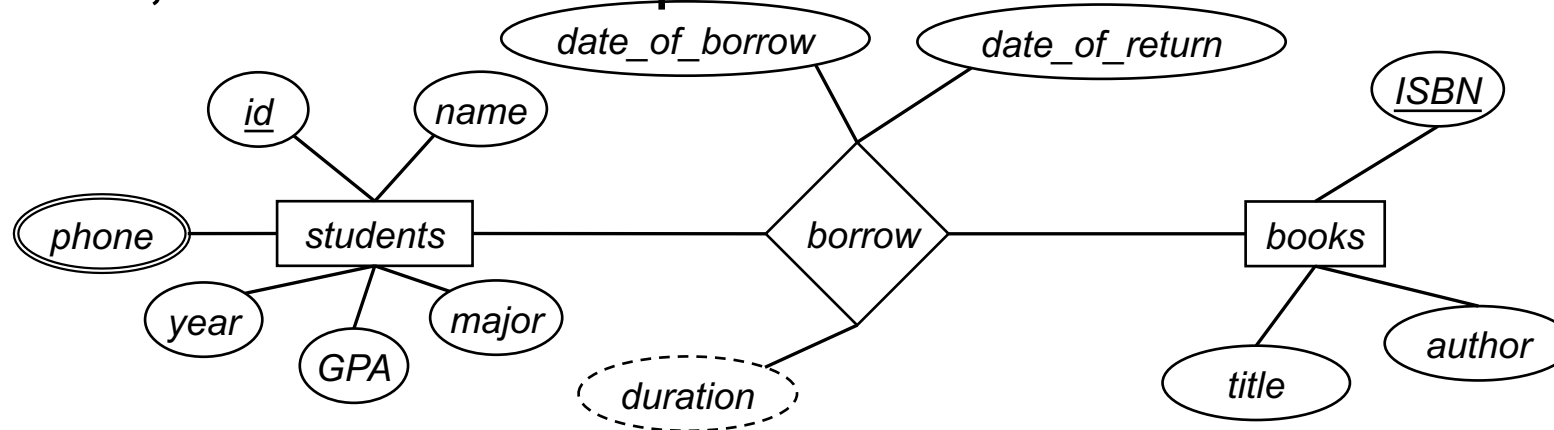 date_of_borrow
date_of_return
id
name
ISBN
phone
students
borrow
books
year
GPA
major
duration
title
author